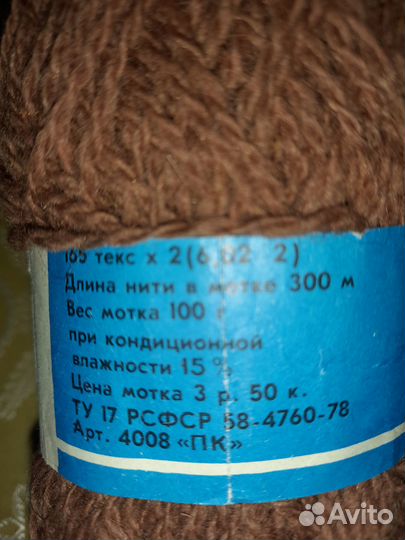 165 текс x 2(6,02 2)
Длина нити в мотке 300 м
Вес мотка 100 г
при кондиционной
влажности 15 %
Цена мотка 3 р. 50 к.
ТУ 17 РСФСР 58-4760-78
Арт. 4008 «ПК»
Avito